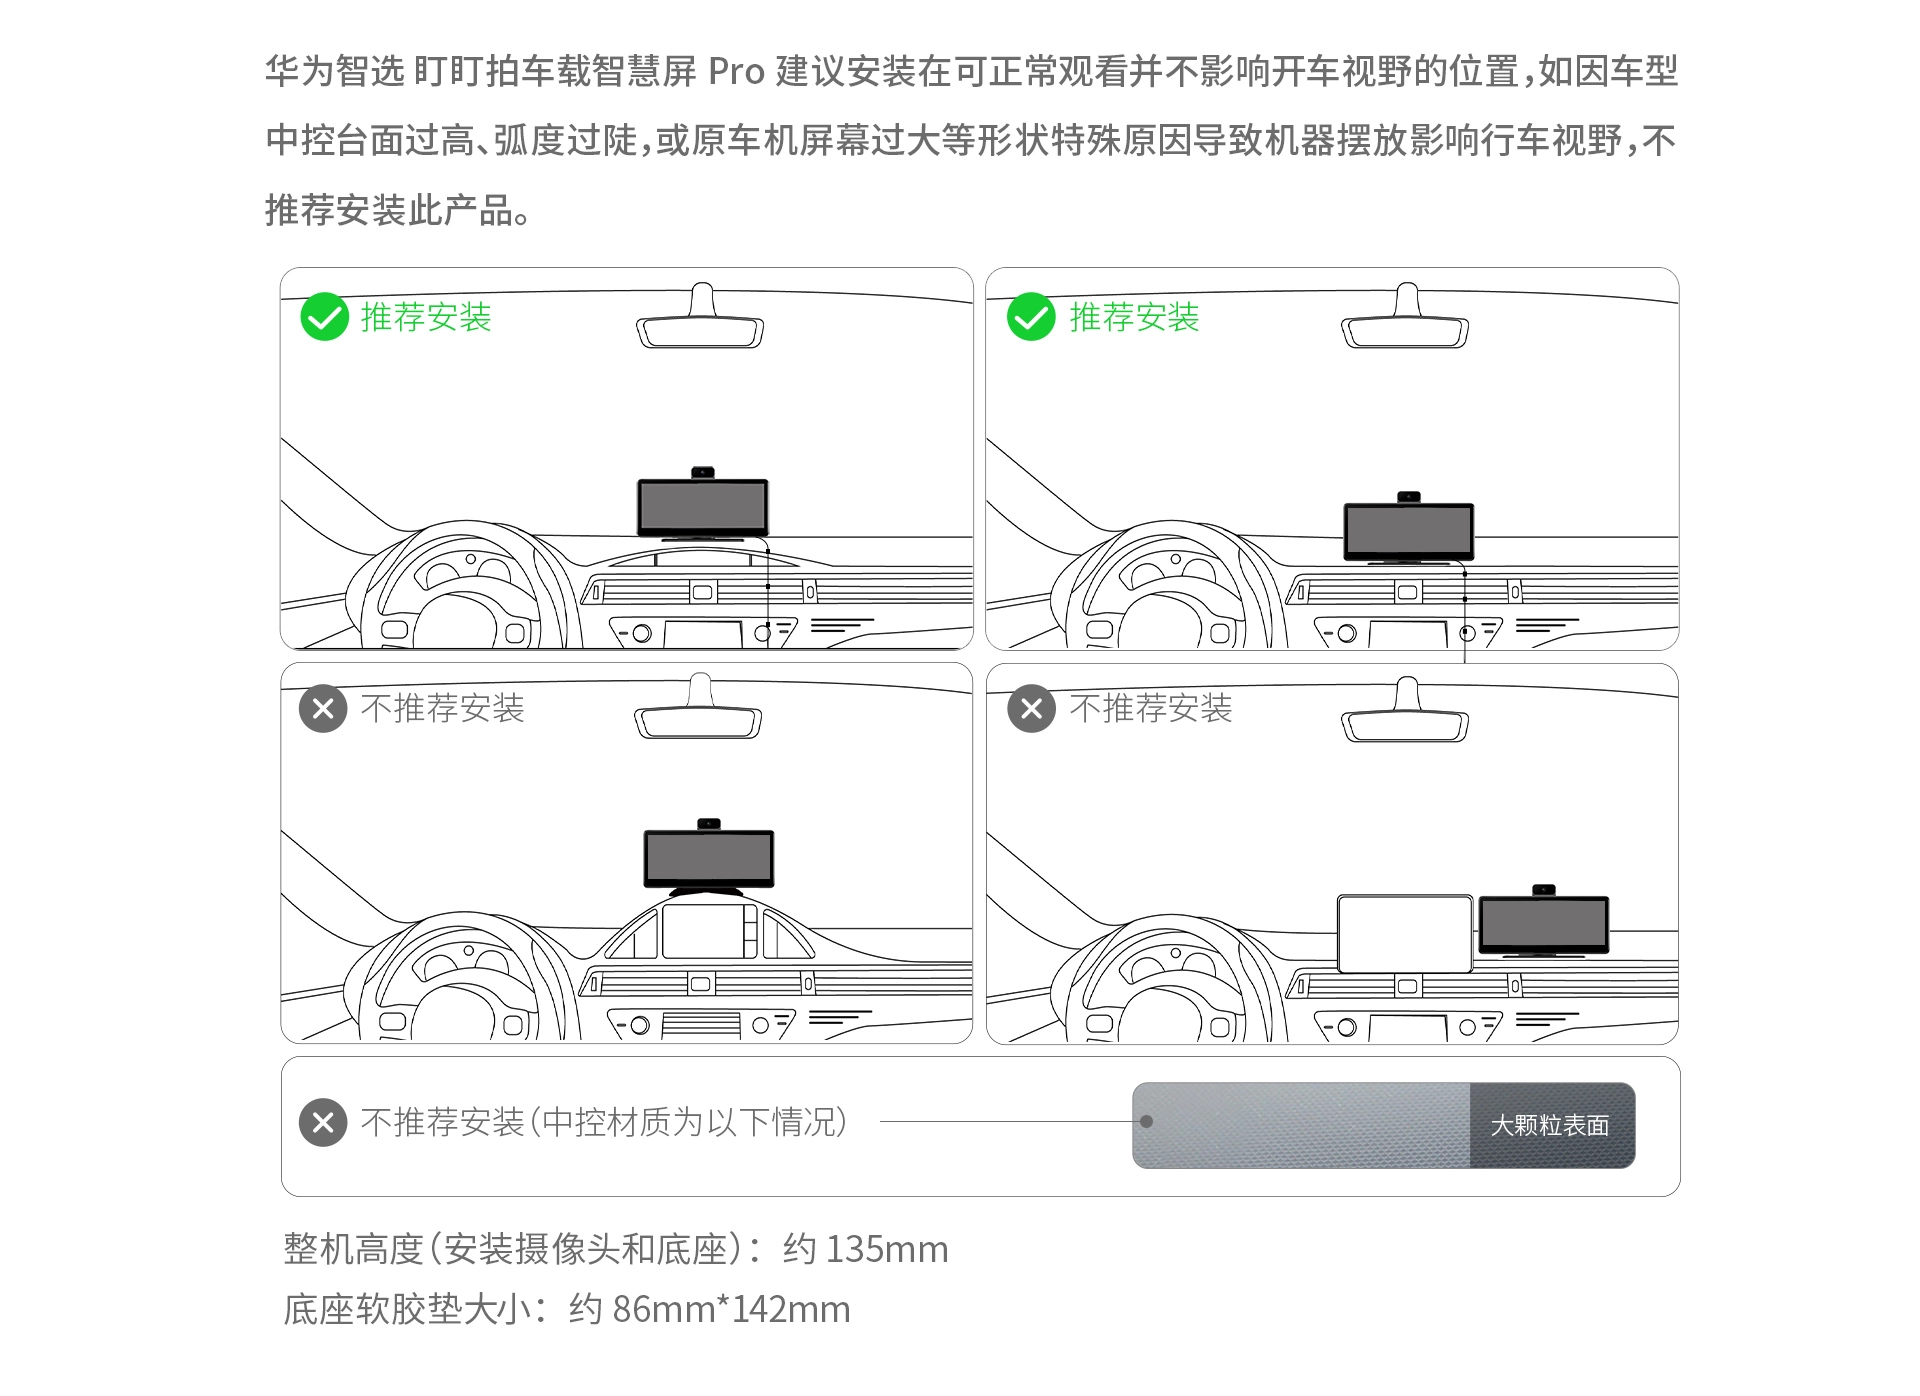 华为智选 盯盯拍车载智慧屏 Pro 建议安装在可正常观看并不影响开车视野的位置，如因车型
中控台面过高、弧度过陡，或原车机屏幕过大等形状特殊原因导致机器摆放影响行车视野，不
推荐安装此产品。
推荐安装
推荐安装
不推荐安装
不推荐安装
不推荐安装（中控材质为以下情况）
大颗粒表面
整机高度（安装摄像头和底座）：约 135mm
底座软胶垫大小：约 86mm*142mm